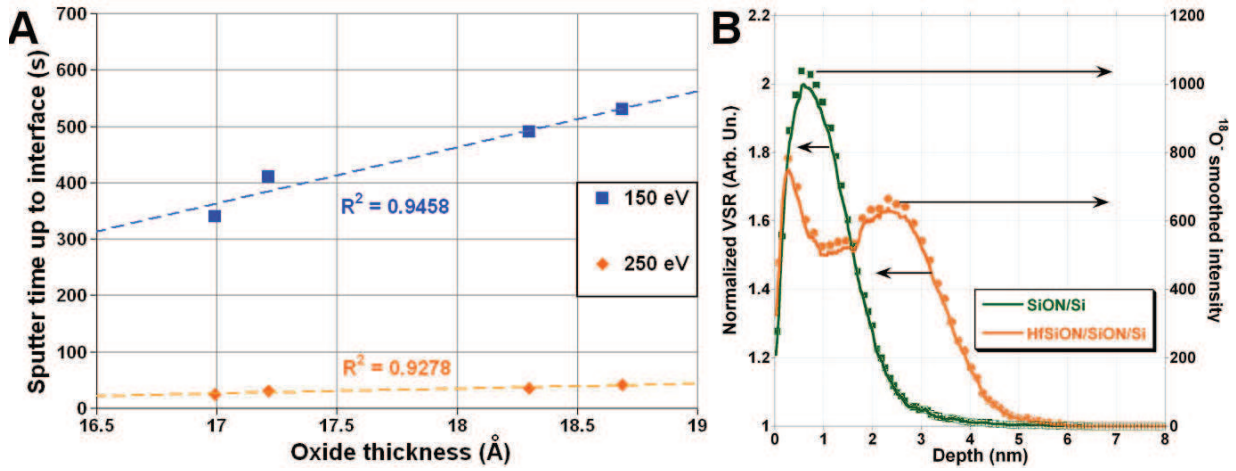 A
Sputter time up to interface (s)
700
600
500
400
300
200
100
0
16.5
17
17.5
18
18.5
19
Oxide thickness (Å)
R² = 0.9458
R² = 0.9278
150 eV
250 eV
B
Normalized VSR (Arb. Un.)
2.2
2
1.8
1.6
1.4
1.2
1
0
1
2
3
4
5
6
7
8
Depth (nm)
1200
1000
800
600
400
200
0
¹⁸O⁻ smoothed intensity
SiON/Si
HfSiON/SiON/Si